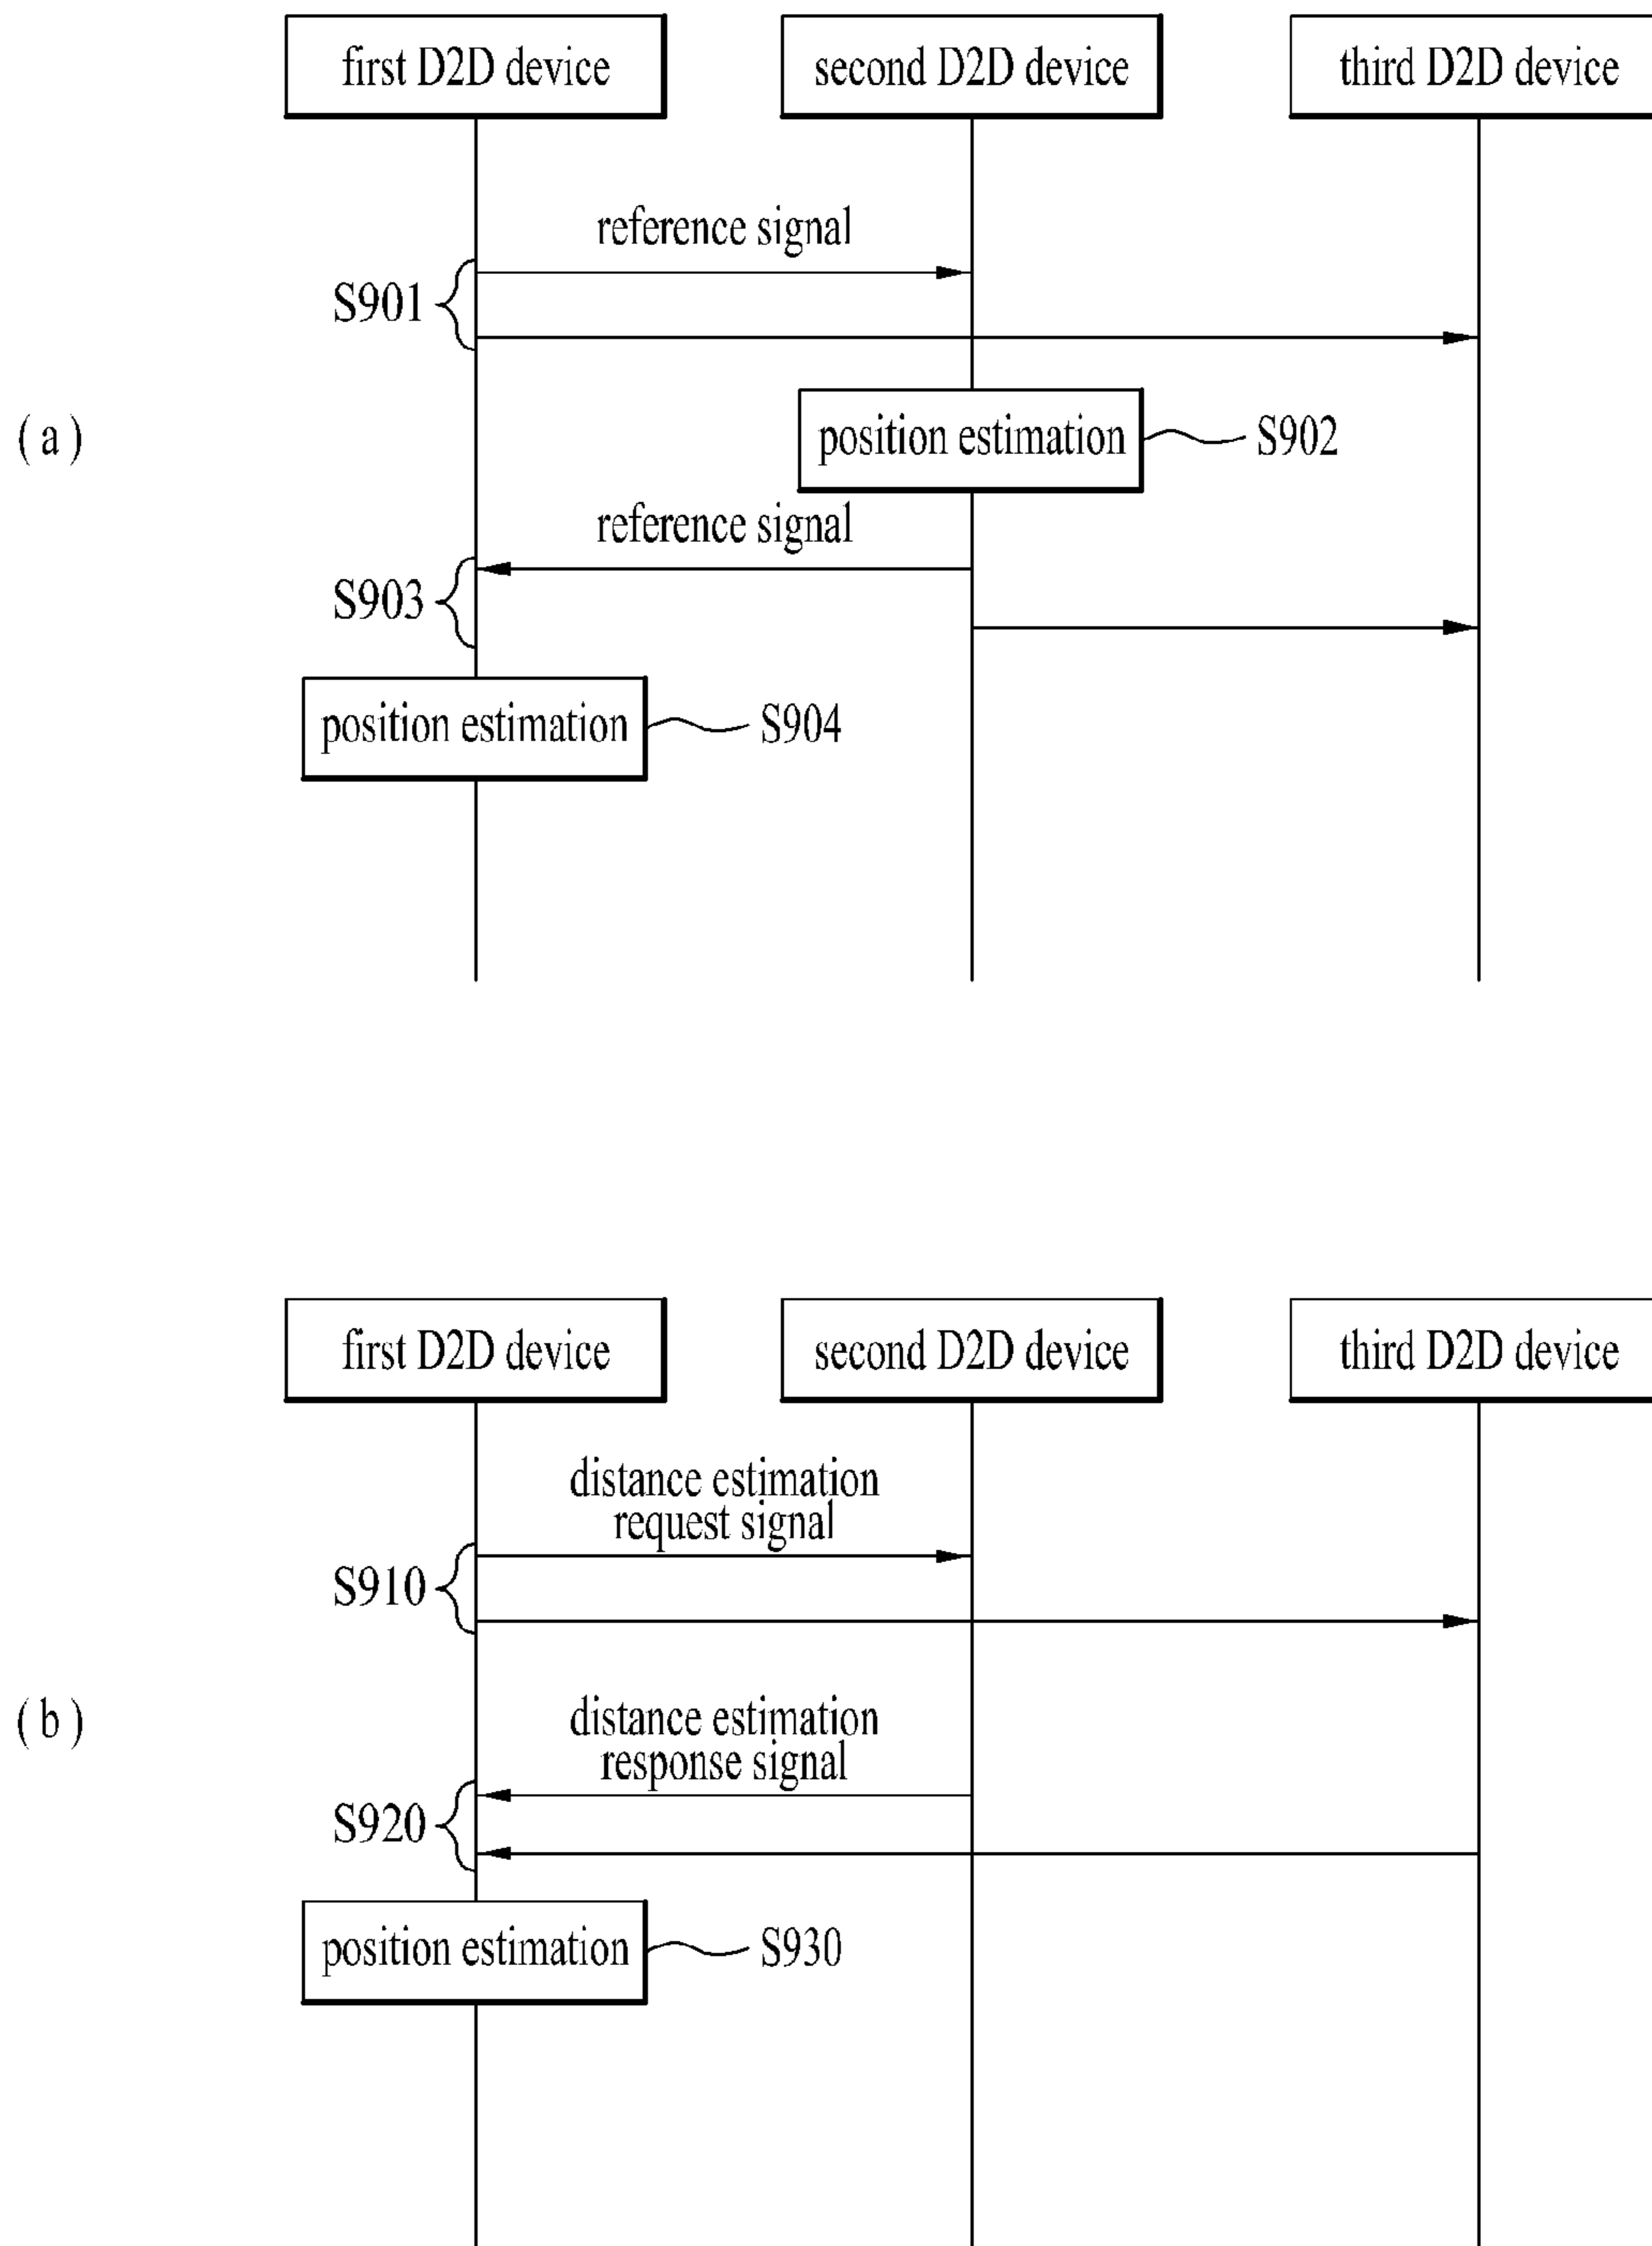 first D2D device
second D2D device
third D2D device
reference signal
S901
position estimation
S902
( a )
reference signal
S903
position estimation
S904
first D2D device
second D2D device
third D2D device
distance estimation
request signal
S910
( b )
distance estimation
response signal
S920
position estimation
S930